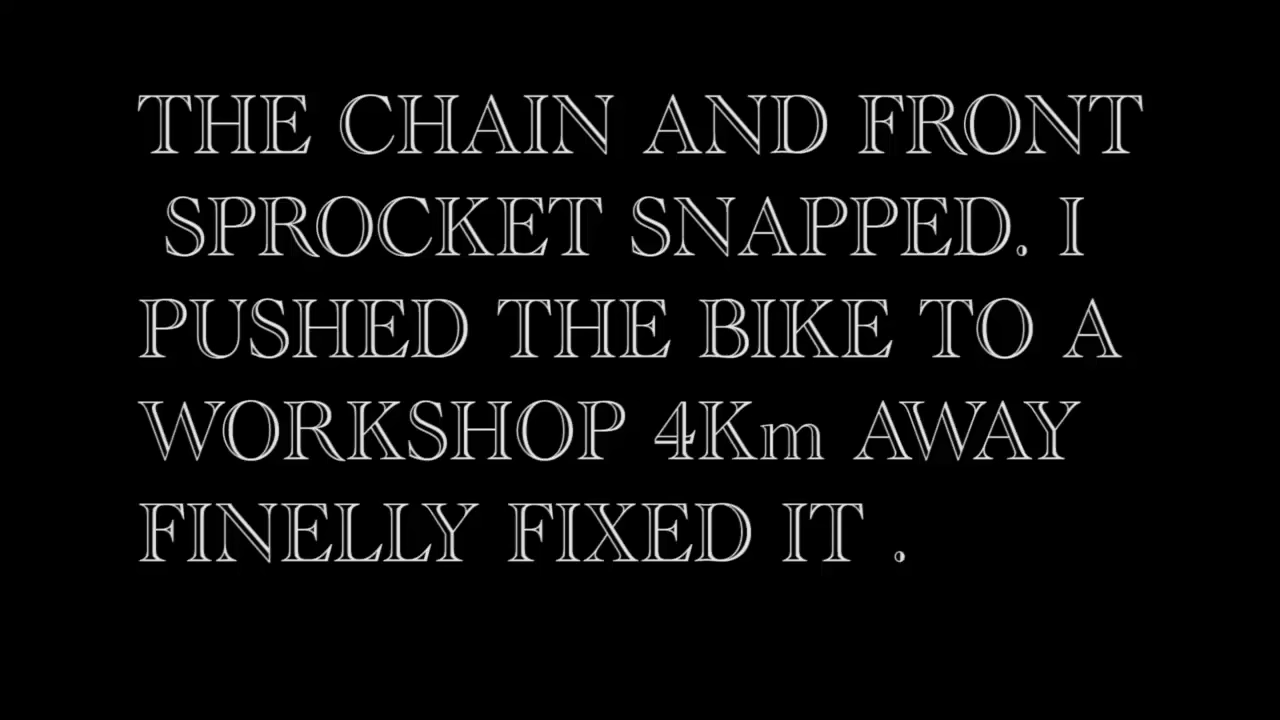 THE CHAIN AND FRONT
SPROCKET SNAPPED. I
PUSHED THE BIKE TO A
WORKSHOP 4Km AWAY
FINELLY FIXED IT .